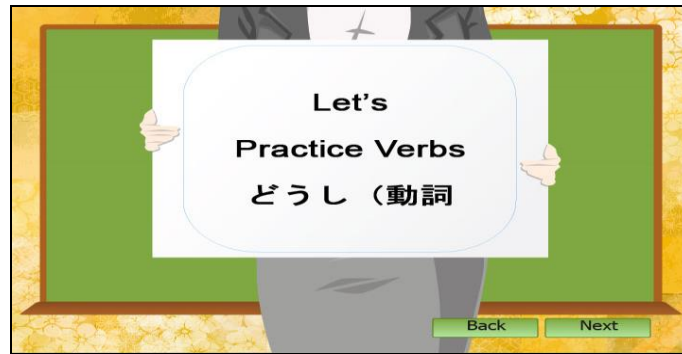 Let's
Practice Verbs
どうし（動詞
Back
Next